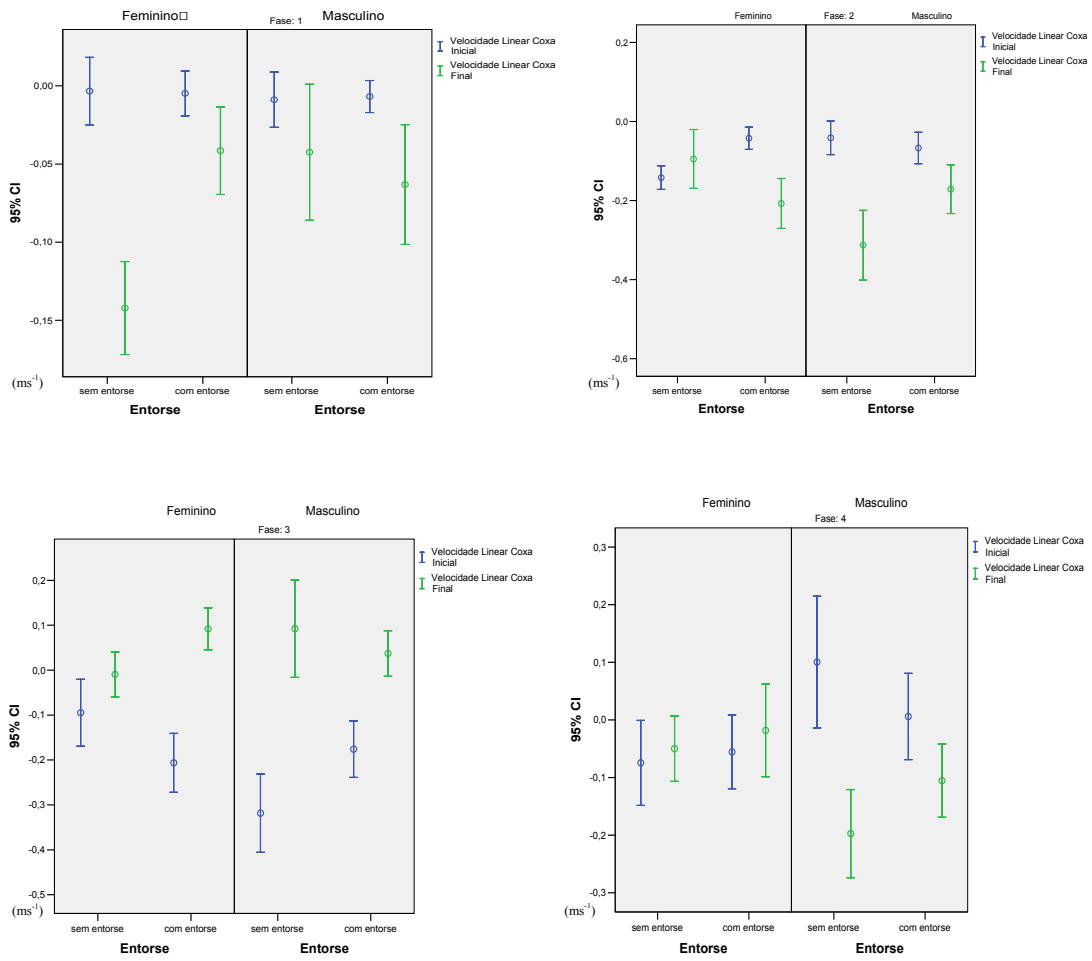 Feminino□ Fase: 1 Masculino
Velocidade Linear Coxa
Inicial
Velocidade Linear Coxa
Final
0,00
-0,05
-0,10
-0,15
95% CI
(ms-1)
sem entorse com entorse sem entorse com entorse
Entorse Entorse
Feminino Fase: 2 Masculino
Velocidade Linear Coxa
Inicial
Velocidade Linear Coxa
Final
0,2
0,0
-0,2
-0,4
-0,6
95% CI
(ms-1)
sem entorse com entorse sem entorse com entorse
Entorse Entorse
Feminino Masculino
Fase: 3
Velocidade Linear Coxa
Inicial
Velocidade Linear Coxa
Final
0,2
0,1
0,0
-0,1
-0,2
-0,3
-0,4
-0,5
95% CI
(ms-1)
sem entorse com entorse sem entorse com entorse
Entorse Entorse
Feminino Masculino
Fase: 4
Velocidade Linear Coxa
Inicial
Velocidade Linear Coxa
Final
0,3
0,2
0,1
0,0
-0,1
-0,2
-0,3
95% CI
(ms-1)
sem entorse com entorse sem entorse com entorse
Entorse Entorse